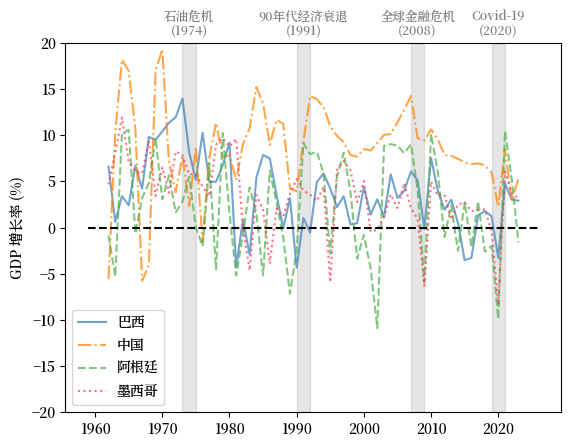 石油危机
(1974)
90年代经济衰退
(1991)
全球金融危机
(2008)
Covid-19
(2020)
GDP 增长率 (%)
20
15
10
5
0
−5
−10
−15
−20
巴西
中国
阿根廷
墨西哥
1960
1970
1980
1990
2000
2010
2020